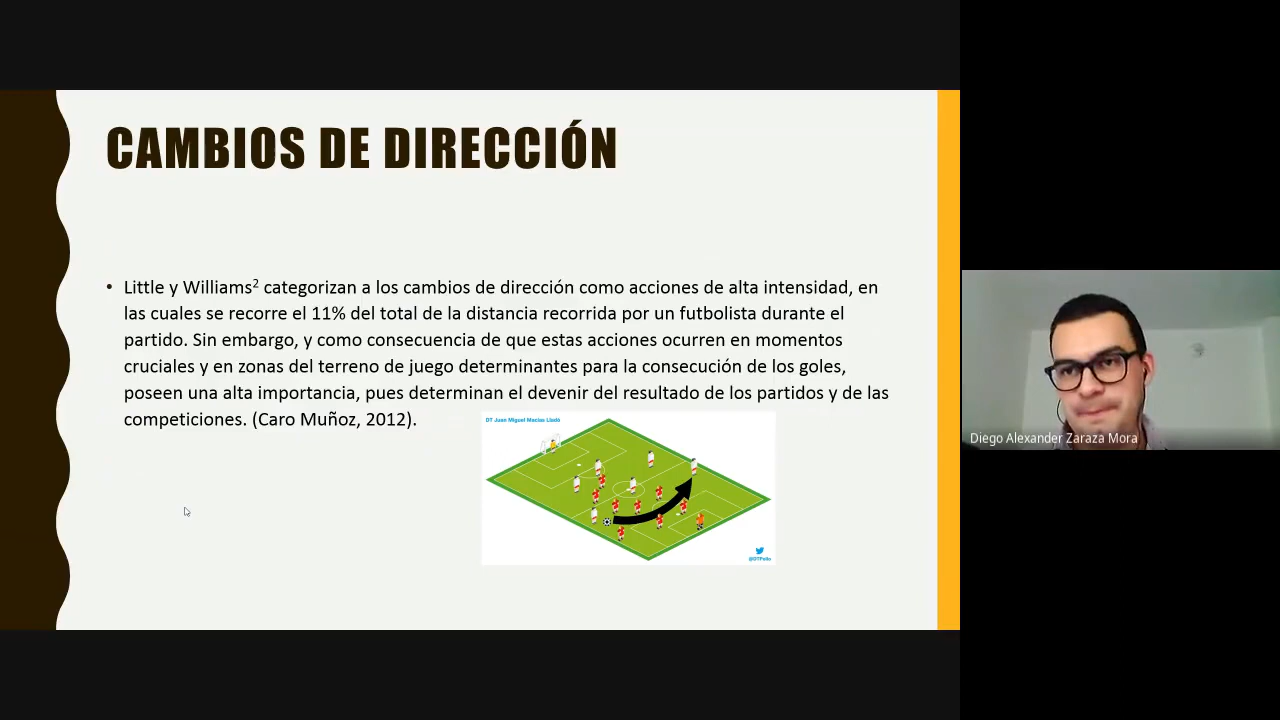 CAMBIOS DE DIRECCIÓN
• Little y Williams² categorizan a los cambios de dirección como acciones de alta intensidad, en
las cuales se recorre el 11% del total de la distancia recorrida por un futbolista durante el
partido. Sin embargo, y como consecuencia de que estas acciones ocurren en momentos
cruciales y en zonas del terreno de juego determinantes para la consecución de los goles,
poseen una alta importancia, pues determinan el devenir del resultado de los partidos y de las
competiciones. (Caro Muñoz, 2012).
DT Juan Miguel Macías Lladó
@DTPollo
Diego Alexander Zaraza Mora